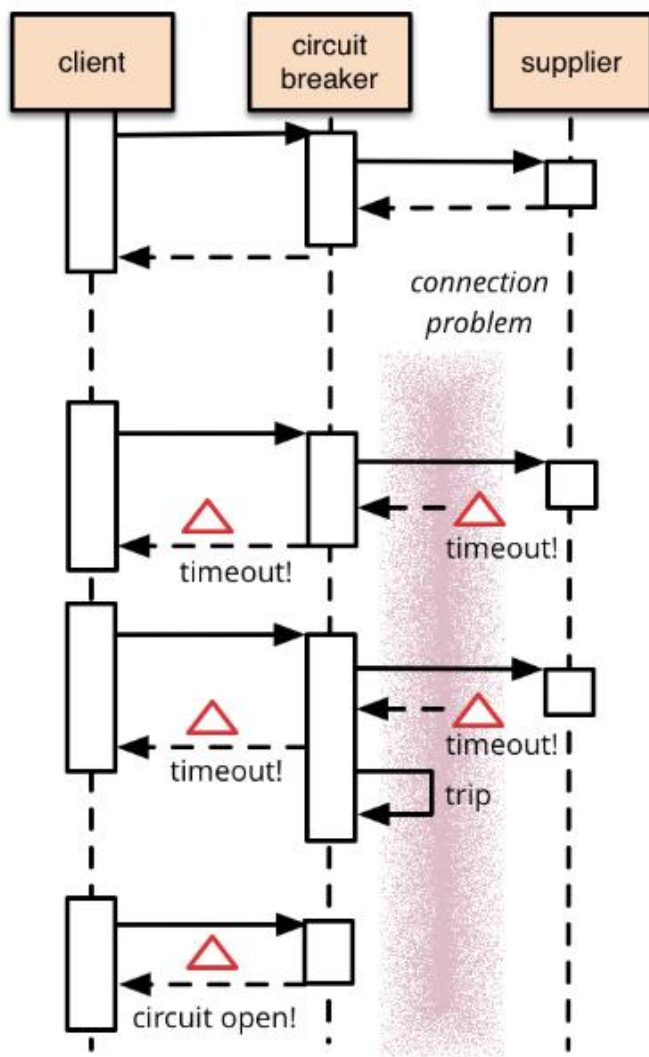 client
circuit
breaker
supplier
connection
problem
timeout!
timeout!
timeout!
timeout!
trip
circuit open!